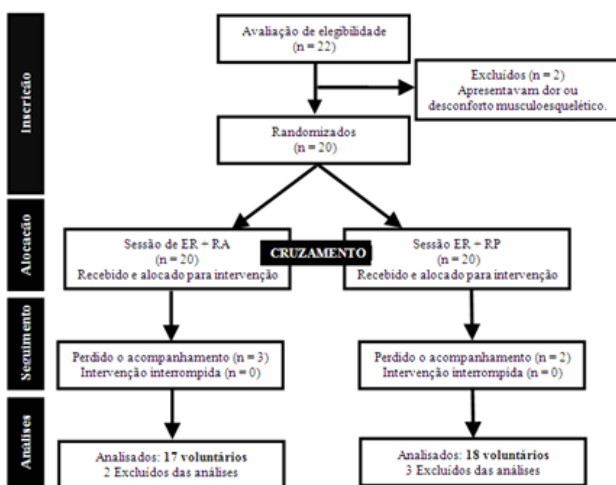 Inscrição
Avaliação de elegibilidade
(n = 22)
Excluídos (n = 2)
Apresentavam dor ou
desconforto musculoesquelético.
Randomizados
(n = 20)
Alocação
Sessão de ER + RA
(n = 20)
Recebido e alocado para intervenção
CRUZAMENTO
Sessão ER + RP
(n = 20)
Recebido e alocado para intervenção
Seguimento
Perdido o acompanhamento (n = 3)
Intervenção interrompida (n = 0)
Perdido o acompanhamento (n = 2)
Intervenção interrompida (n = 0)
Análises
Analisados: 17 voluntários
2 Excluídos das análises
Analisados: 18 voluntários
3 Excluídos das análises